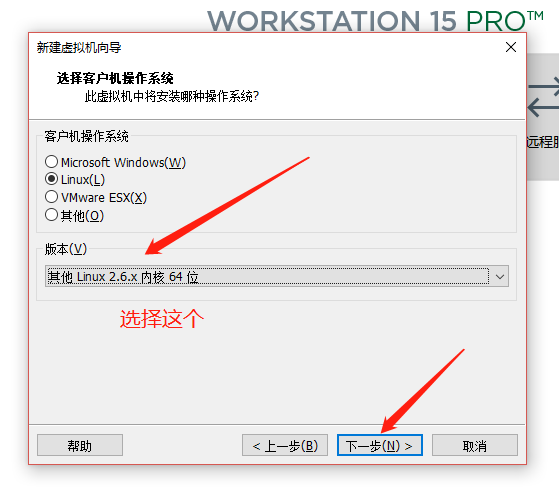 WORKSTATION 15 PRO™
新建虚拟机向导
选择客户机操作系统
此虚拟机中将安装哪种操作系统?
客户机操作系统
Microsoft Windows(W)
Linux(L)
VMware ESX(X)
其他(O)
远程服
版本(V)
其他 Linux 2.6.x 内核 64 位
选择这个
帮助
< 上一步(B)
下一步(N) >
取消